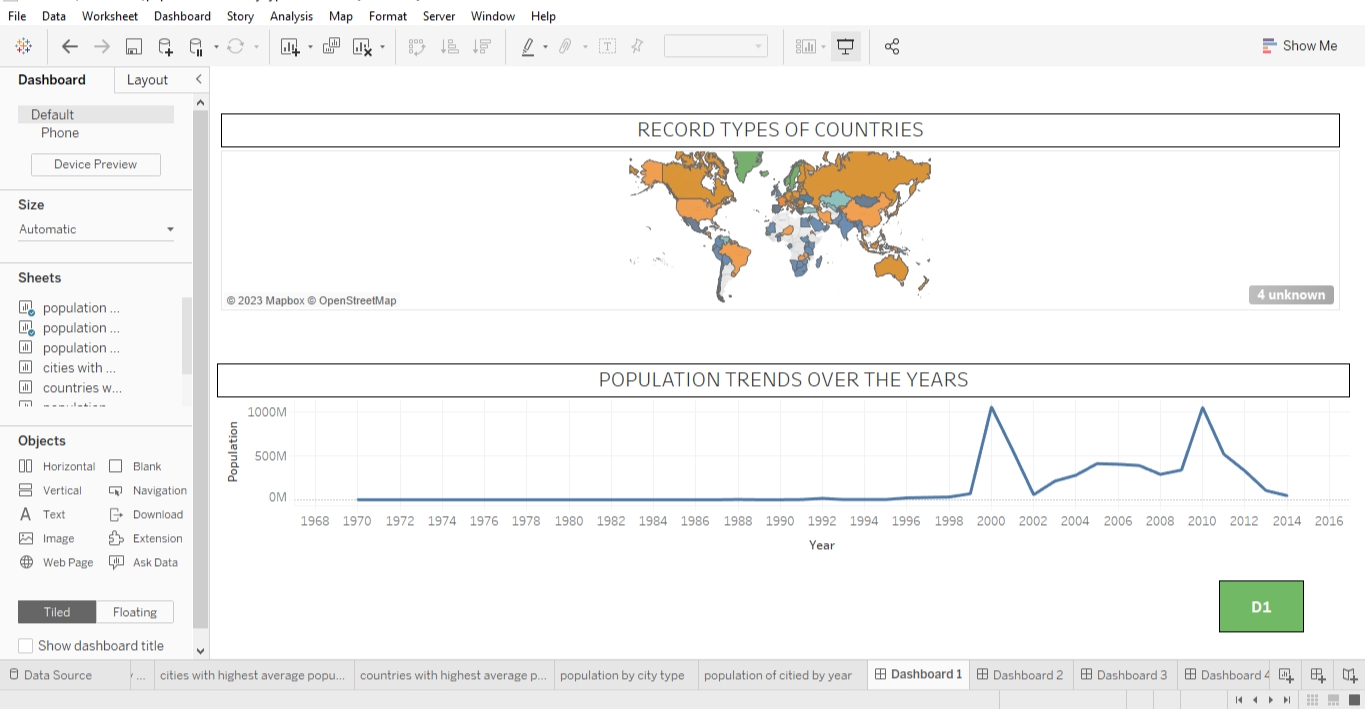 File Data Worksheet Dashboard Story Analysis Map Format Server Window Help
Show Me
Dashboard Layout
Default
Phone
Device Preview
Size
Automatic
Sheets
population ...
population ...
population ...
cities with ...
countries w...
Objects
Horizontal Blank
Vertical Navigation
A Text Download
Image Extension
Web Page Ask Data
Tiled Floating
Show dashboard title
RECORD TYPES OF COUNTRIES
© 2023 Mapbox © OpenStreetMap
4 unknown
POPULATION TRENDS OVER THE YEARS
Population
1000M
500M
0M
1968 1970 1972 1974 1976 1978 1980 1982 1984 1986 1988 1990 1992 1994 1996 1998 2000 2002 2004 2006 2008 2010 2012 2014 2016
Year
D1
Data Source ... cities with highest average popu... countries with highest average p... population by city type population of citied by year Dashboard 1 Dashboard 2 Dashboard 3 Dashboard 4